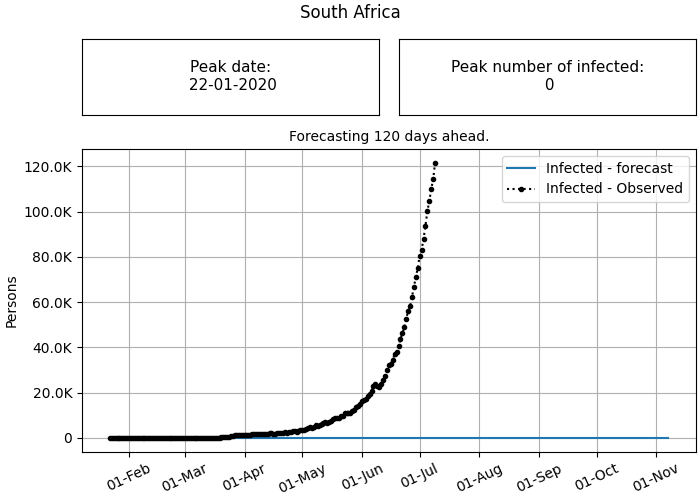 South Africa
Peak date:
22-01-2020
Peak number of infected:
0
Forecasting 120 days ahead.
Infected - forecast
Infected - Observed
Persons
120.0K
100.0K
80.0K
60.0K
40.0K
20.0K
0
01-Feb
01-Mar
01-Apr
01-May
01-Jun
01-Jul
01-Aug
01-Sep
01-Oct
01-Nov